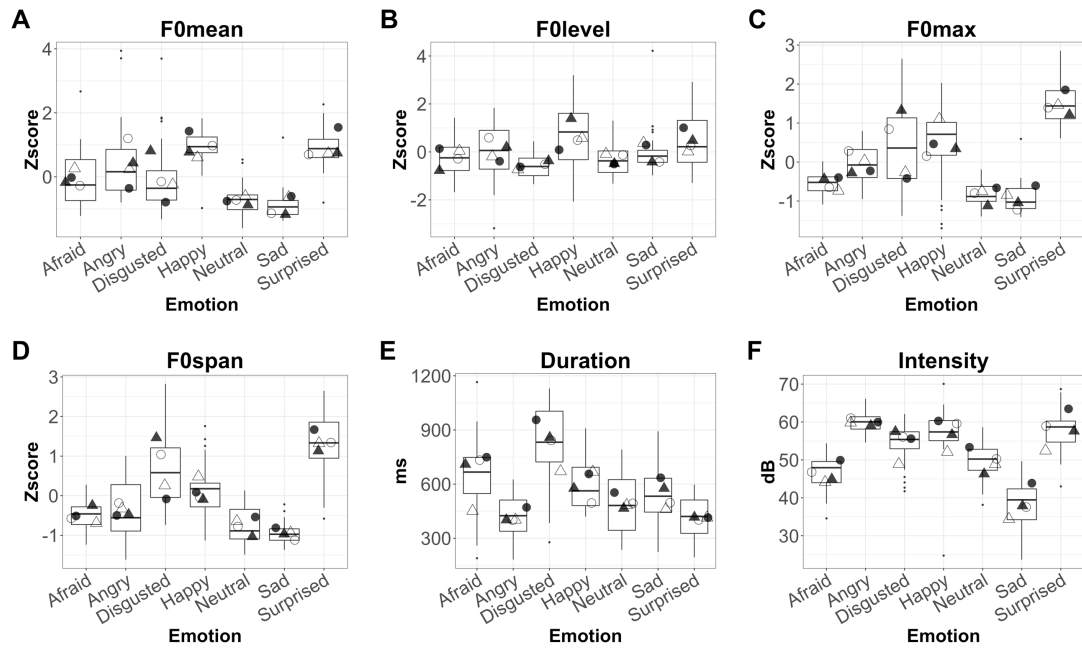 A
F0mean
Zscore
4
2
0
Afraid
Angry
Disgusted
Happy
Neutral
Sad
Surprised
Emotion
B
F0level
Zscore
4
2
0
-2
Afraid
Angry
Disgusted
Happy
Neutral
Sad
Surprised
Emotion
C
F0max
Zscore
3
2
1
0
-1
Afraid
Angry
Disgusted
Happy
Neutral
Sad
Surprised
Emotion
D
F0span
Zscore
3
2
1
0
-1
Afraid
Angry
Disgusted
Happy
Neutral
Sad
Surprised
Emotion
E
Duration
ms
1200
900
600
300
Afraid
Angry
Disgusted
Happy
Neutral
Sad
Surprised
Emotion
F
Intensity
dB
70
60
50
40
30
Afraid
Angry
Disgusted
Happy
Neutral
Sad
Surprised
Emotion